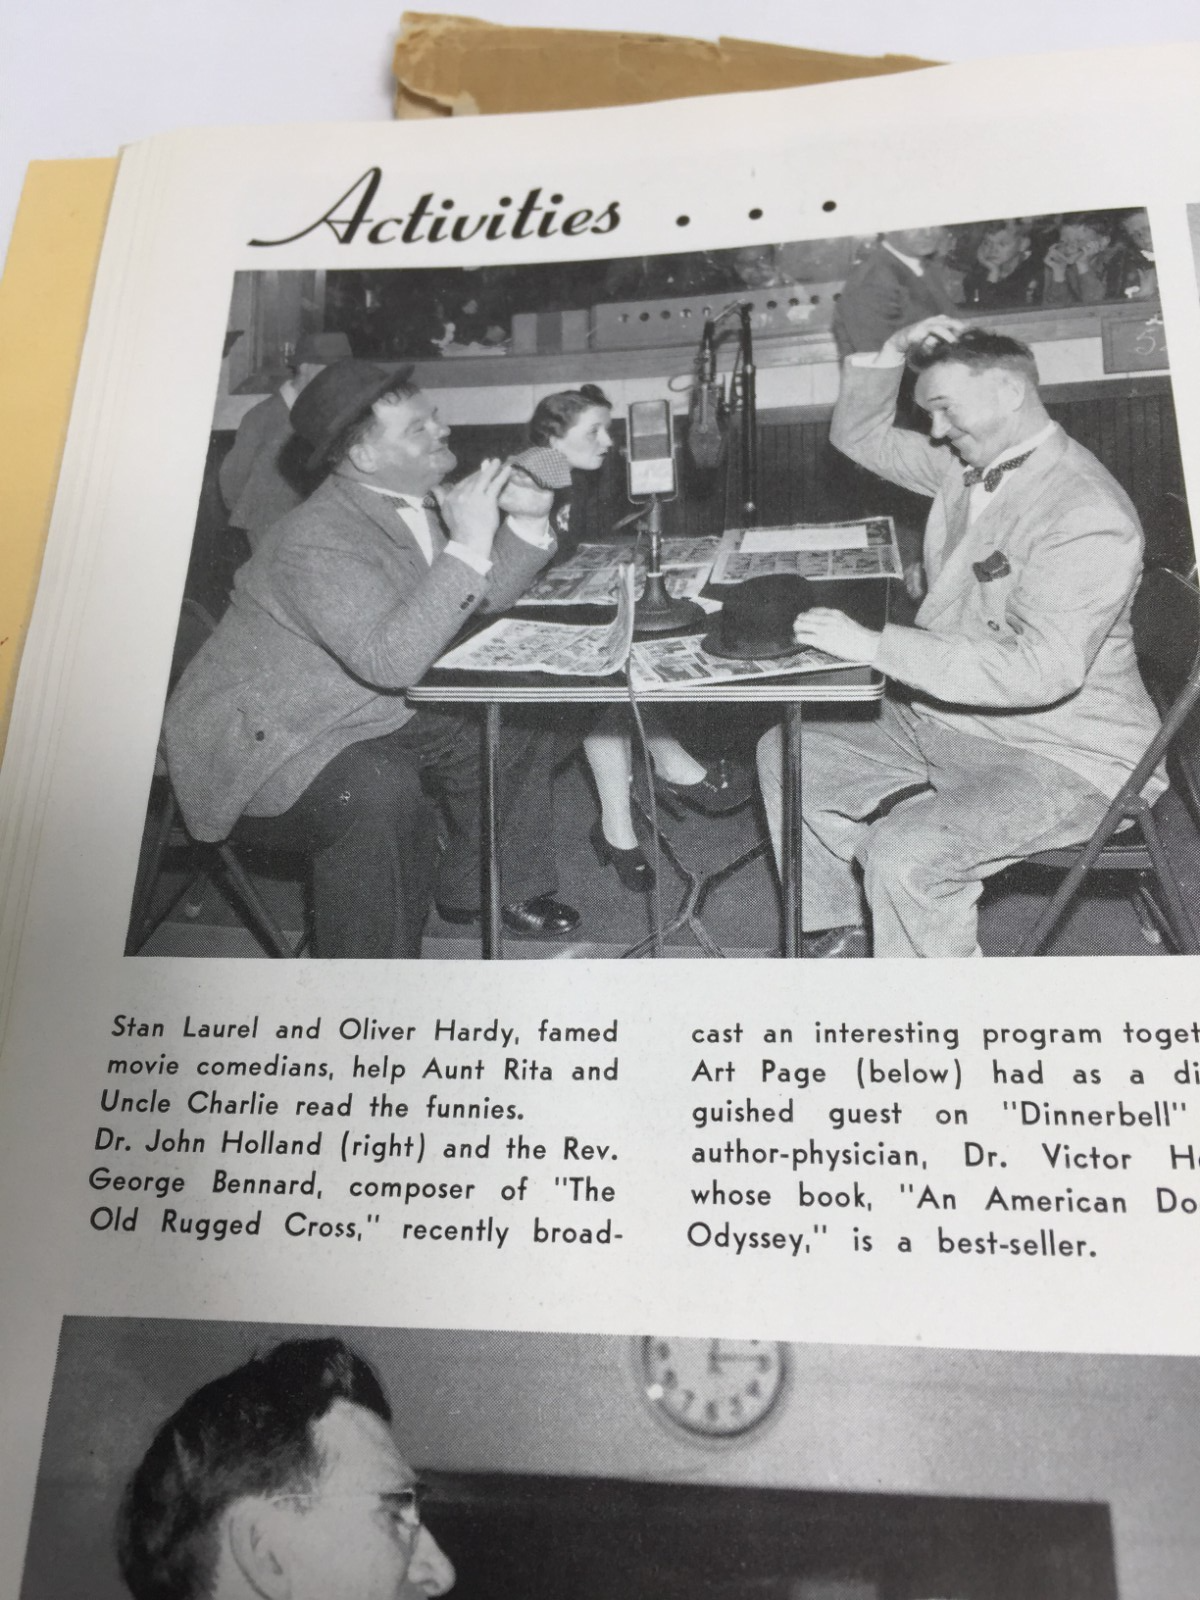 Activities . . .
Stan Laurel and Oliver Hardy, famed
movie comedians, help Aunt Rita and
Uncle Charlie read the funnies.
Dr. John Holland (right) and the Rev.
George Bennard, composer of "The
Old Rugged Cross," recently broad-
cast an interesting program
Art Page (below) had as a
guished guest on "Dinnerbell"
author-physician, Dr. Victor
whose book, "An American
Odyssey," is a best-seller.